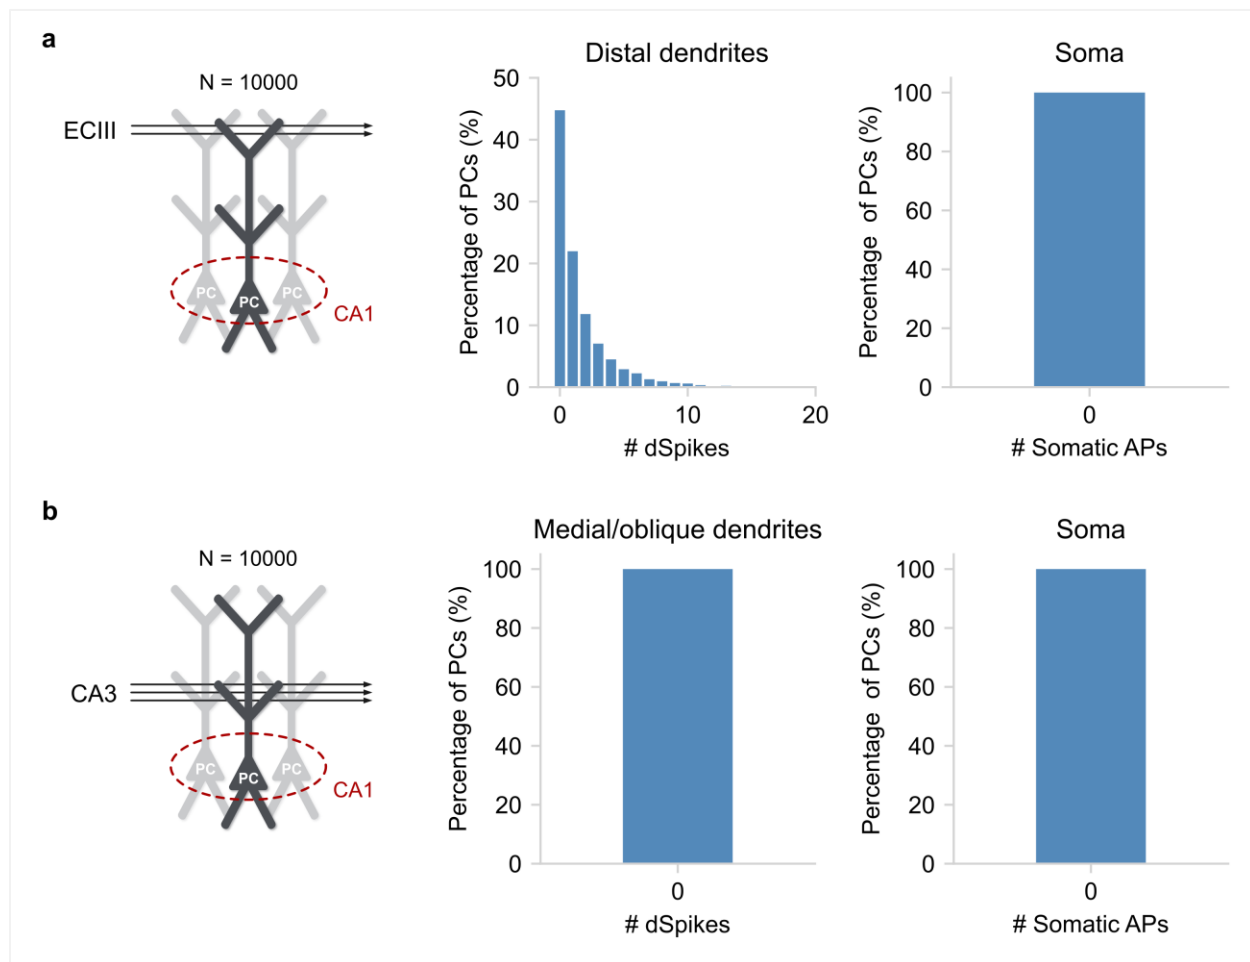 a
N = 10000
ECIII
PC
PC
PC
CA1
Distal dendrites
Percentage of PCs (%)
50
40
30
20
10
0
0
10
20
# dSpikes
Soma
Percentage of PCs (%)
100
80
60
40
20
0
0
# Somatic APs
b
N = 10000
CA3
PC
PC
PC
CA1
Medial/oblique dendrites
Percentage of PCs (%)
100
80
60
40
20
0
0
# dSpikes
Soma
Percentage of PCs (%)
100
80
60
40
20
0
0
# Somatic APs